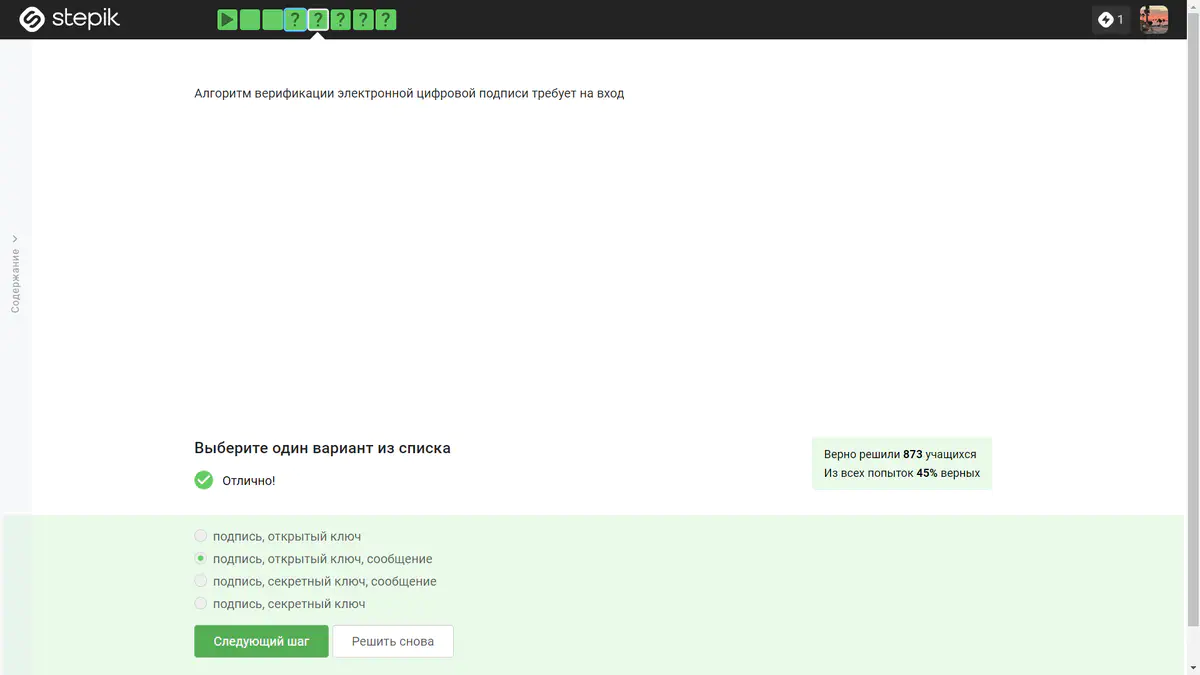 stepik
? ? ? ? ?
1
Содержание
Алгоритм верификации электронной цифровой подписи требует на вход
Выберите один вариант из списка
Отлично!
Верно решили 873 учащихся
Из всех попыток 45% верных
подпись, открытый ключ
подпись, открытый ключ, сообщение
подпись, секретный ключ, сообщение
подпись, секретный ключ
Следующий шаг
Решить снова